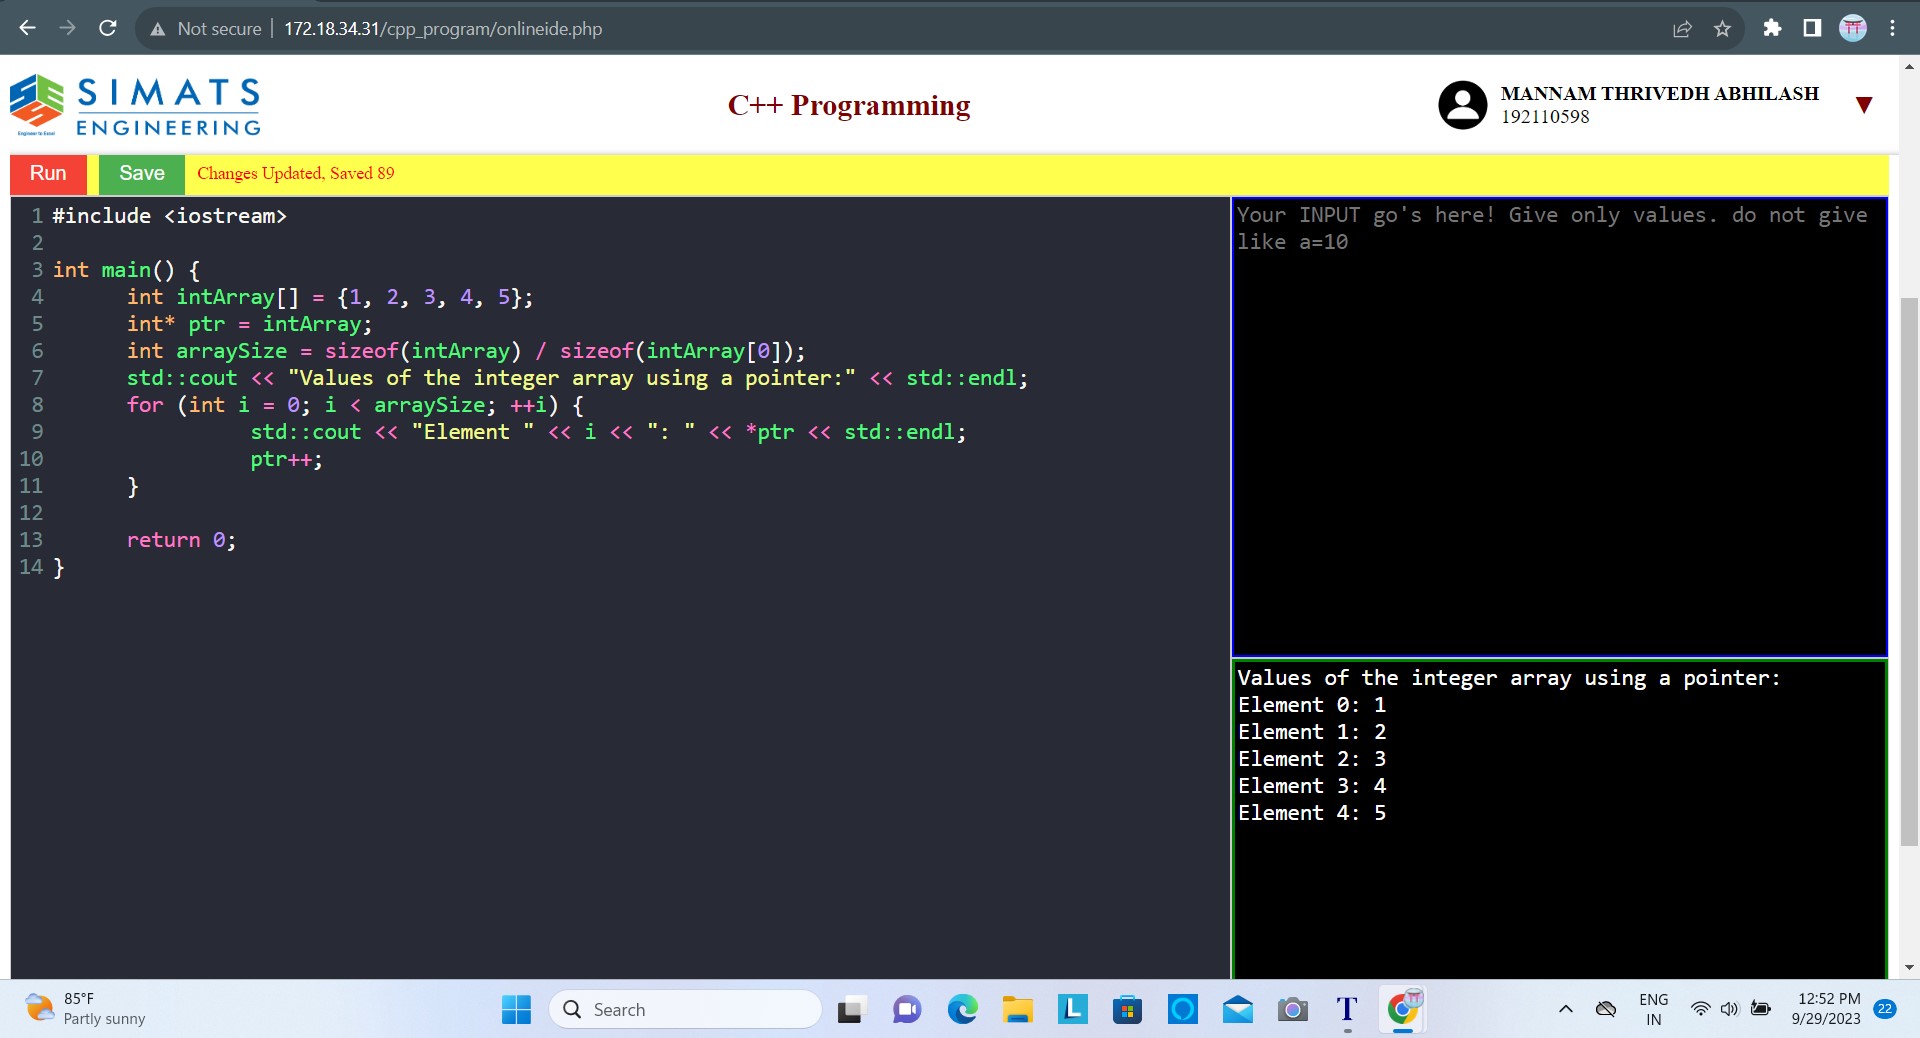 Not secure | 172.18.34.31/cpp_program/onlineide.php
SIMATS
ENGINEERING
Engineer to Excel
C++ Programming
MANNAM THRIVEDH ABHILASH
192110598
Run
Save
Changes Updated, Saved 89
1 #include <iostream>
2
3 int main() {
4       int intArray[] = {1, 2, 3, 4, 5};
5       int* ptr = intArray;
6       int arraySize = sizeof(intArray) / sizeof(intArray[0]);
7       std::cout << "Values of the integer array using a pointer:" << std::endl;
8       for (int i = 0; i < arraySize; ++i) {
9                 std::cout << "Element " << i << ": " << *ptr << std::endl;
10                ptr++;
11      }
12
13      return 0;
14 }
Your INPUT go's here! Give only values. do not give
like a=10
Values of the integer array using a pointer:
Element 0: 1
Element 1: 2
Element 2: 3
Element 3: 4
Element 4: 5
85°F
Partly sunny
Search
L
T
ENG
IN
12:52 PM
9/29/2023
22